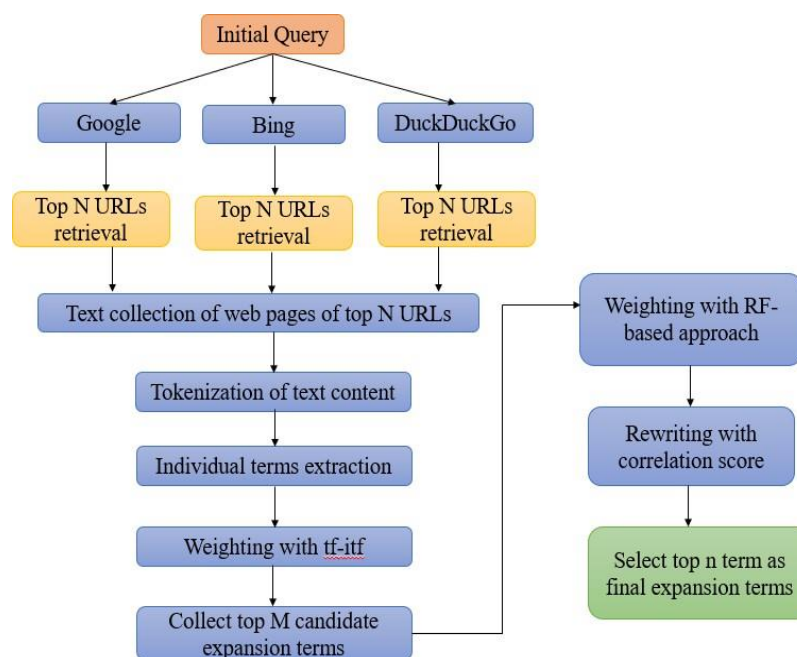 Initial Query
Google
Bing
DuckDuckGo
Top N URLs
retrieval
Top N URLs
retrieval
Top N URLs
retrieval
Text collection of web pages of top N URLs
Tokenization of text content
Individual terms extraction
Weighting with tf-itf
Collect top M candidate
expansion terms
Weighting with RF-
based approach
Rewriting with
correlation score
Select top n term as
final expansion terms